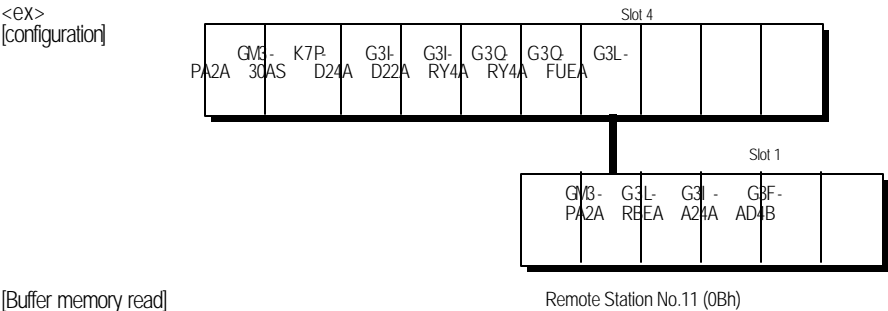 <ex>
[configuration]
Slot 4
GM3- K7P- G3I- G3I- G3Q- G3Q- G3L-
PA2A 30AS D24A D22A RY4A RY4A FUEA
Slot 1
GM3- G3L- G3I - G3F-
PA2A RBEA A24A AD4B
[Buffer memory read]
Remote Station No.11 (0Bh)